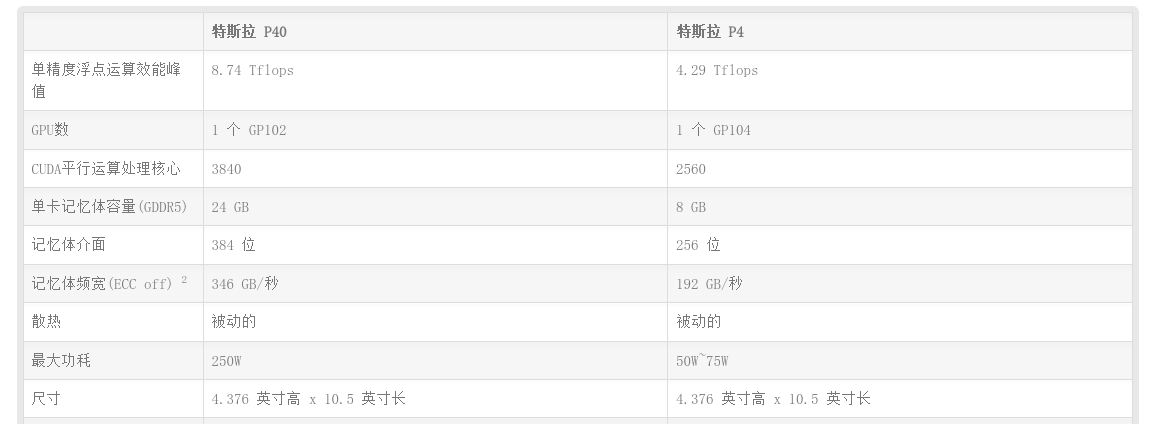 特斯拉 P40 特斯拉 P4
单精度浮点运算效能峰 8.74 Tflops 4.29 Tflops
值
GPU数 1 个 GP102 1 个 GP104
CUDA平行运算处理核心 3840 2560
单卡记忆体容量(GDDR5) 24 GB 8 GB
记忆体介面 384 位 256 位
记忆体频宽(ECC off) 2 346 GB/秒 192 GB/秒
散热 被动的 被动的
最大功耗 250W 50W~75W
尺寸 4.376 英寸高 x 10.5 英寸长 4.376 英寸高 x 10.5 英寸长